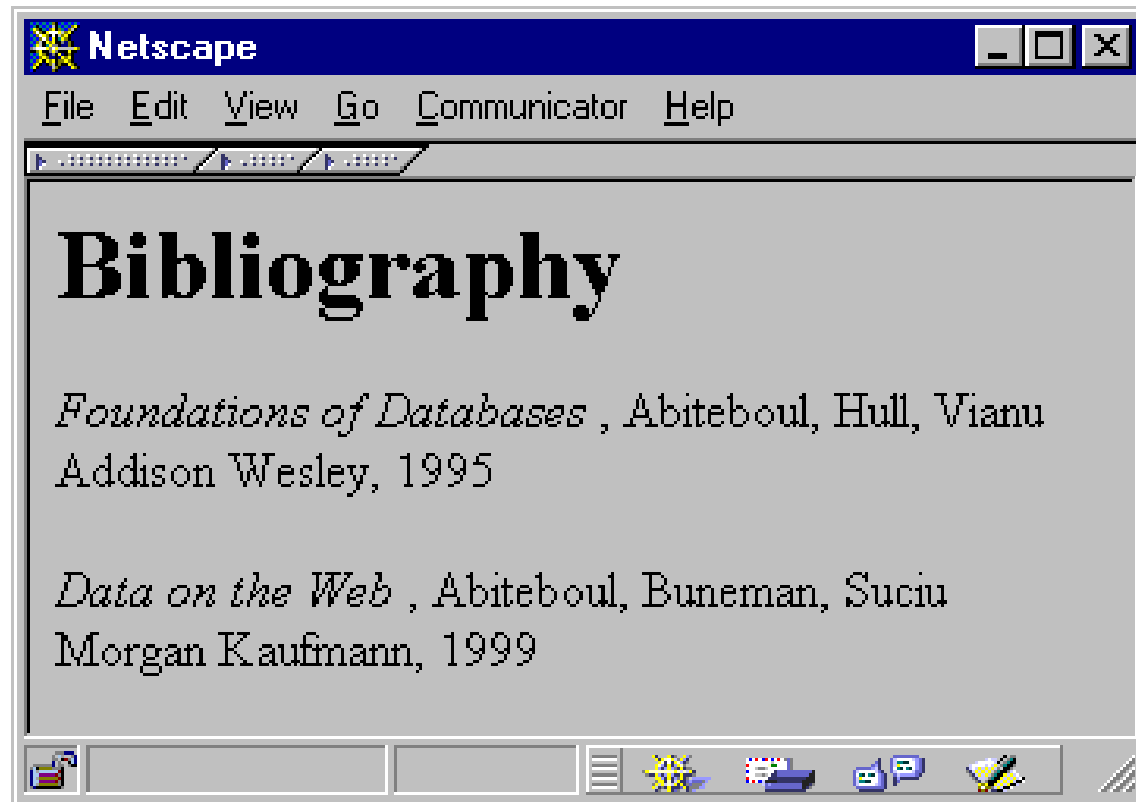 Netscape
File Edit View Go Communicator Help
Bibliography
Foundations of Databases , Abiteboul, Hull, Vianu
Addison Wesley, 1995
Data on the Web , Abiteboul, Buneman, Suciu
Morgan Kaufmann, 1999